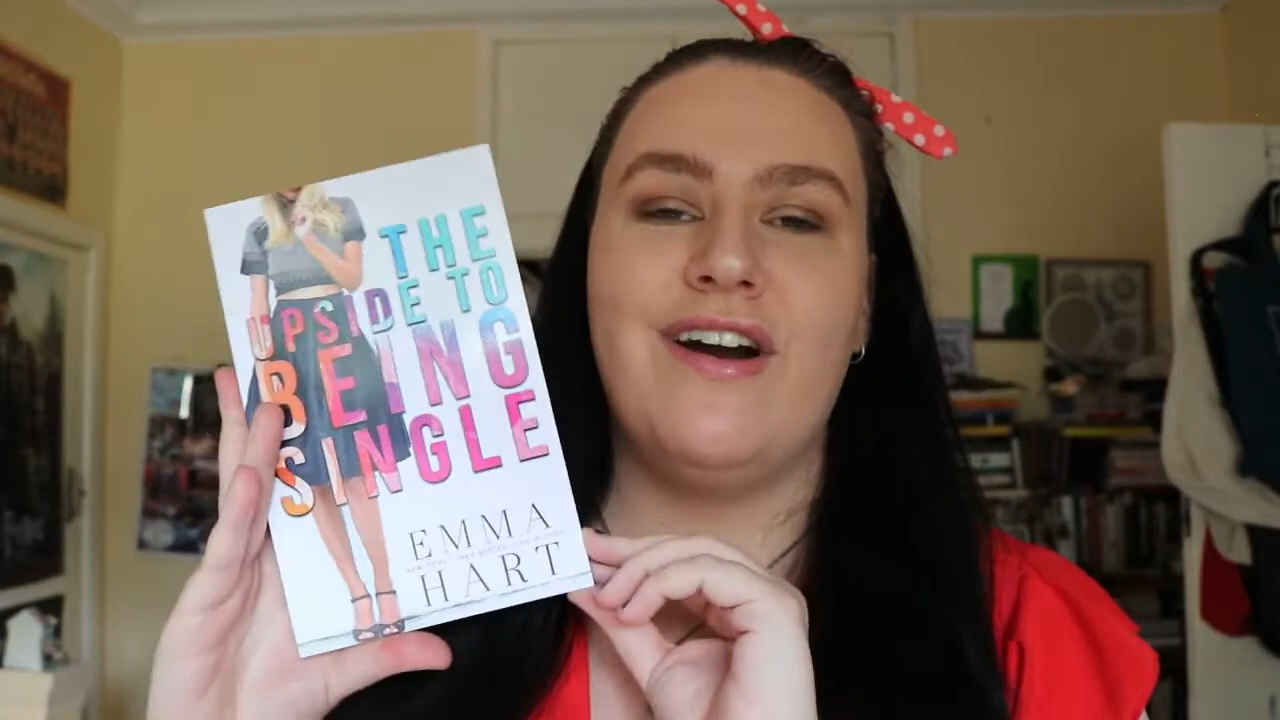 THE
UPSIDE TO
BEING
SINGLE
EMMA
HART